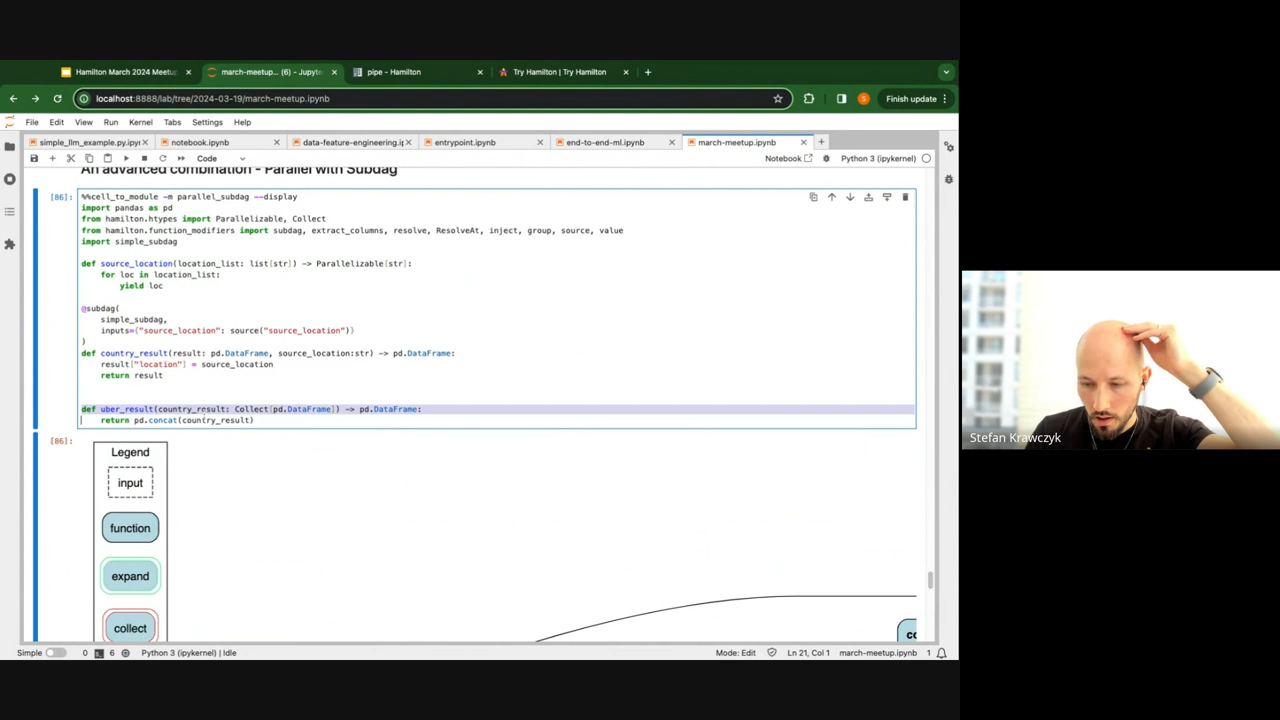 Hamilton March 2024 Meetup
march-meetup... (6) - Jupyte
pipe - Hamilton
Try Hamilton | Try Hamilton
localhost:8888/lab/tree/2024-03-19/march-meetup.ipynb
S
Finish update
File Edit View Run Kernel Tabs Settings Help
simple_llm_example.py.ipy
notebook.ipynb
data-feature-engineering.ip
entrypoint.ipynb
end-to-end-ml.ipynb
march-meetup.ipynb
Code
Notebook
Python 3 (ipykernel)
An advanced combination - Parallel with Subdag
[86]:
%%cell_to_module -m parallel_subdag --display
import pandas as pd
from hamilton.htypes import Parallelizable, Collect
from hamilton.function_modifiers import subdag, extract_columns, resolve, ResolveAt, inject, group, source, value
import simple_subdag
def source_location(location_list: list[str]) -> Parallelizable[str]:
for loc in location_list:
yield loc
@subdag(
simple_subdag,
inputs={"source_location": source("source_location")}
)
def country_result(result: pd.DataFrame, source_location:str) -> pd.DataFrame:
result["location"] = source_location
return result
def uber_result(country_result: Collect[pd.DataFrame]) -> pd.DataFrame:
return pd.concat(country_result)
[86]:
Legend
input
function
expand
collect
cc
Stefan Krawczyk
Simple
0
6
Python 3 (ipykernel) | Idle
Mode: Edit
Ln 21, Col 1
march-meetup.ipynb
1